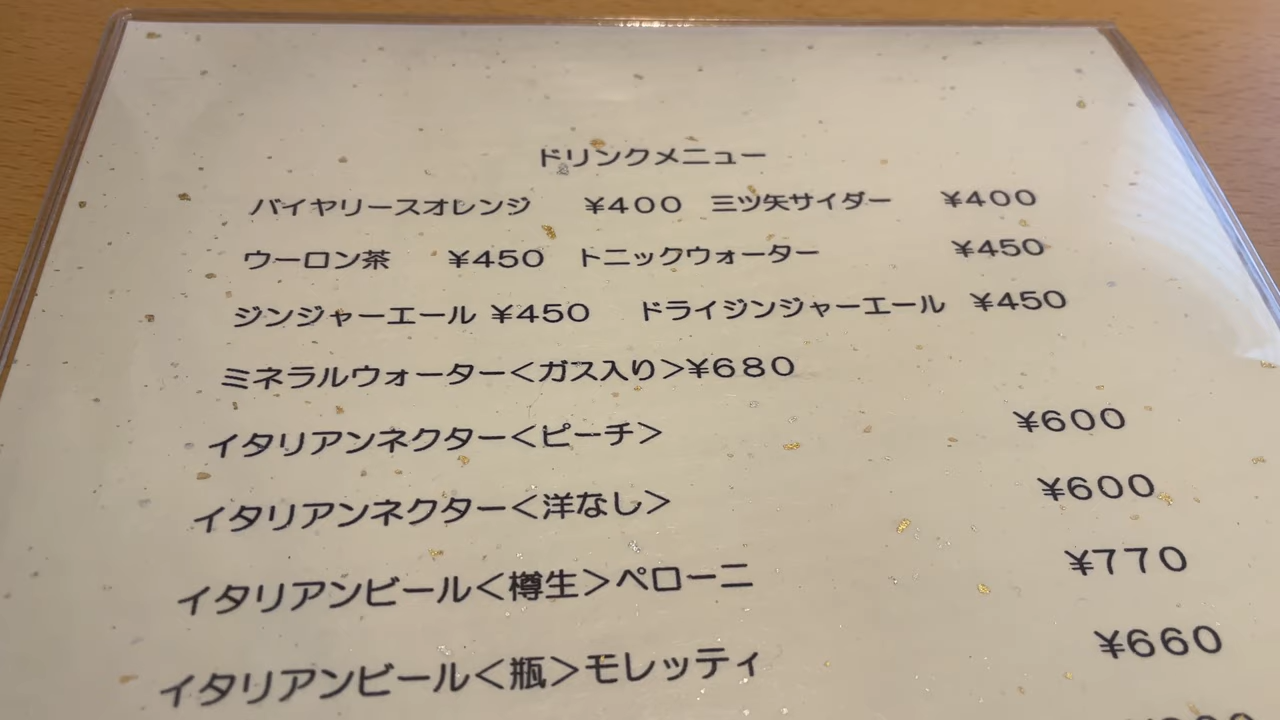 ドリンクメニュー
バイヤリースオレンジ ¥400 三ツ矢サイダー ¥400
ウーロン茶 ¥450 トニックウォーター ¥450
ジンジャーエール ¥450 ドライジンジャーエール ¥450
ミネラルウォーター<ガス入り>¥680
イタリアンネクター<ピーチ> ¥600
イタリアンネクター<洋なし> ¥600
イタリアンビール<樽生>ペローニ ¥770
イタリアンビール<瓶>モレッティ ¥660